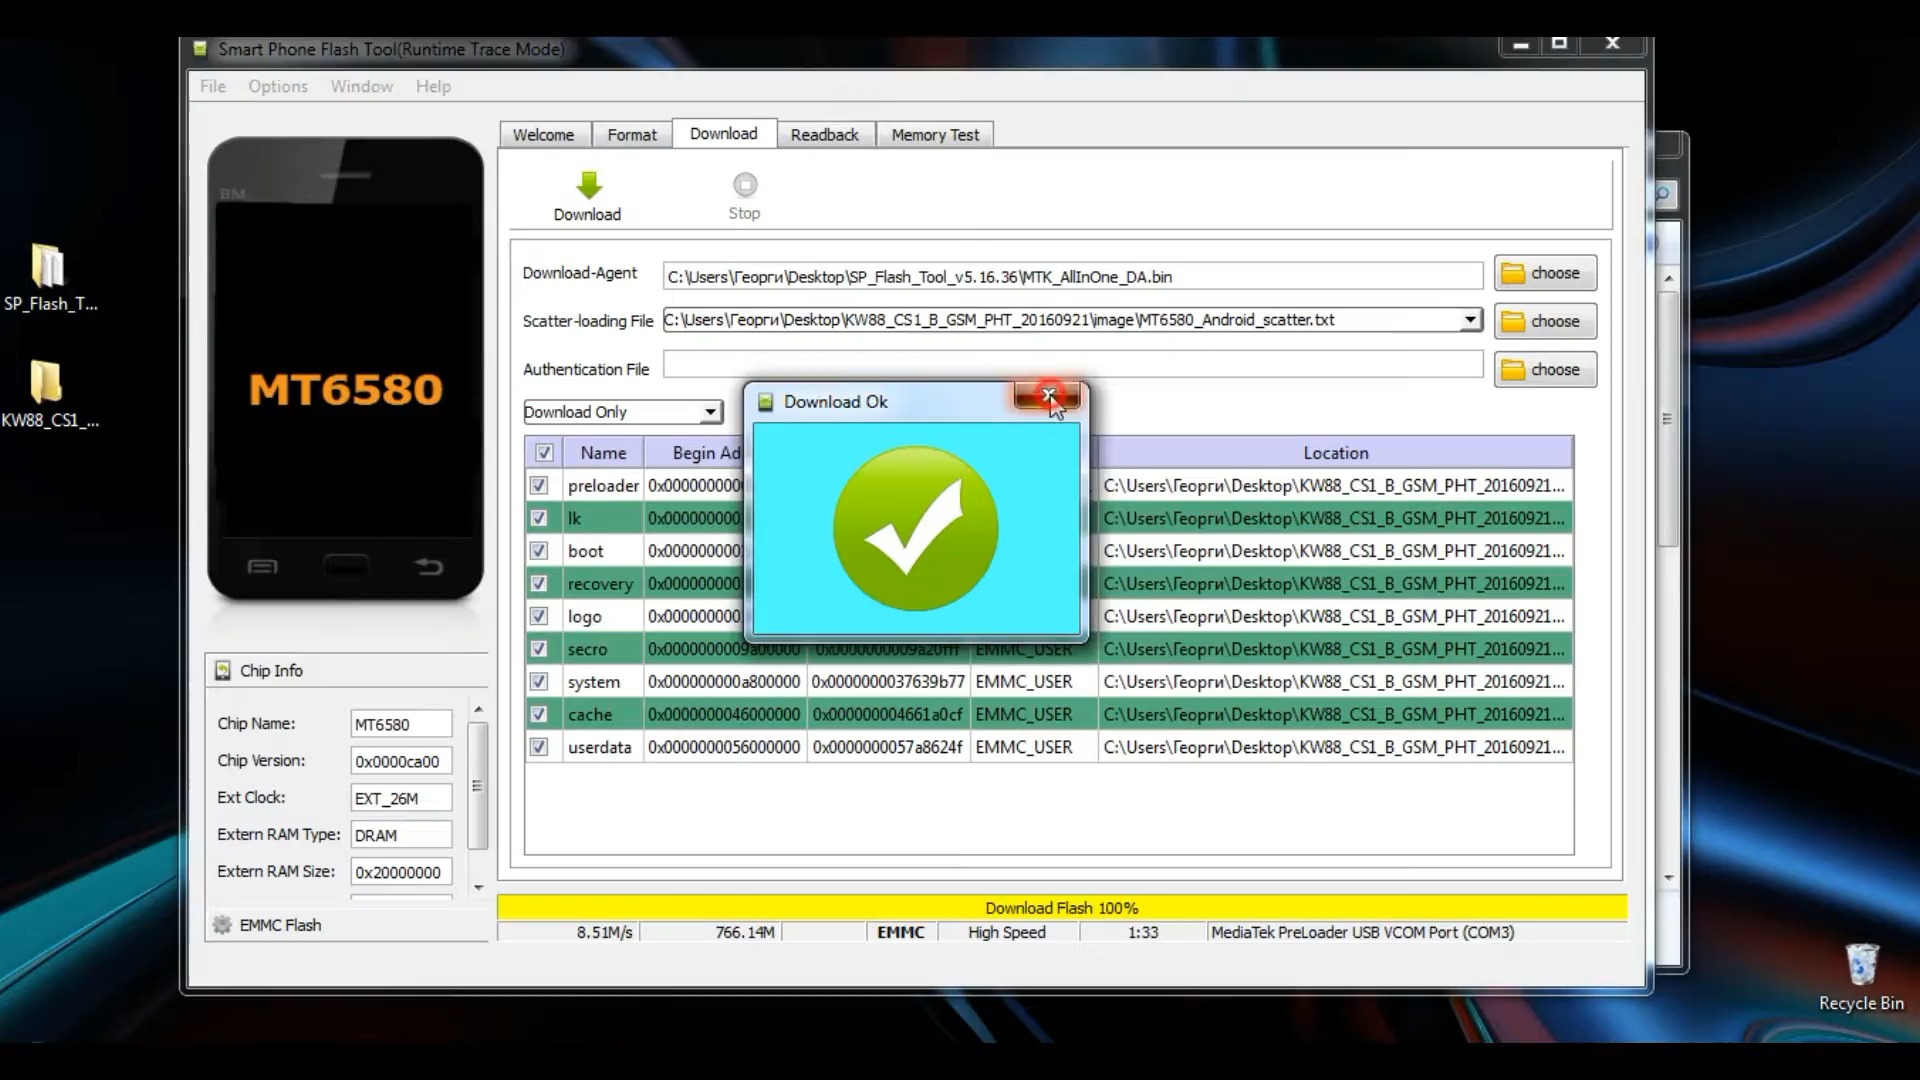 Smart Phone Flash Tool(Runtime Trace Mode)
File Options Window Help
Welcome Format Download Readback Memory Test
BM
Download Stop
Download-Agent C:\Users\Георги\Desktop\SP_Flash_Tool_v5.16.36\MTK_AllInOne_DA.bin choose
Scatter-loading File C:\Users\Георги\Desktop\KW88_CS1_B_GSM_PHT_20160921\image\MT6580_Android_scatter.txt choose
Authentication File choose
SP_Flash_T...
KW88_CS1_...
MT6580
Download Only
Download Ok
Name Begin Ad Location
preloader 0x0000000000 C:\Users\Георги\Desktop\KW88_CS1_B_GSM_PHT_20160921...
lk 0x000000000 C:\Users\Георги\Desktop\KW88_CS1_B_GSM_PHT_20160921...
boot 0x000000000 C:\Users\Георги\Desktop\KW88_CS1_B_GSM_PHT_20160921...
recovery 0x000000000 C:\Users\Георги\Desktop\KW88_CS1_B_GSM_PHT_20160921...
logo 0x000000000 C:\Users\Георги\Desktop\KW88_CS1_B_GSM_PHT_20160921...
secro 0x0000000009a00000 0x0000000009a20fff EMMC_USER C:\Users\Георги\Desktop\KW88_CS1_B_GSM_PHT_20160921...
system 0x000000000a800000 0x0000000037639b77 EMMC_USER C:\Users\Георги\Desktop\KW88_CS1_B_GSM_PHT_20160921...
cache 0x0000000046000000 0x000000004661a0cf EMMC_USER C:\Users\Георги\Desktop\KW88_CS1_B_GSM_PHT_20160921...
userdata 0x0000000056000000 0x0000000057a8624f EMMC_USER C:\Users\Георги\Desktop\KW88_CS1_B_GSM_PHT_20160921...
Chip Info
Chip Name: MT6580
Chip Version: 0x0000ca00
Ext Clock: EXT_26M
Extern RAM Type: DRAM
Extern RAM Size: 0x20000000
EMMC Flash
Download Flash 100%
8.51M/s 766.14M EMMC High Speed 1:33 MediaTek PreLoader USB VCOM Port (COM3)
Recycle Bin